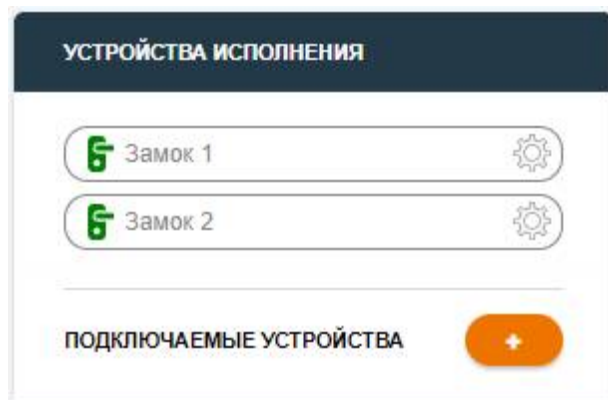 УСТРОЙСТВА ИСПОЛНЕНИЯ
Замок 1
Замок 2
ПОДКЛЮЧАЕМЫЕ УСТРОЙСТВА
+